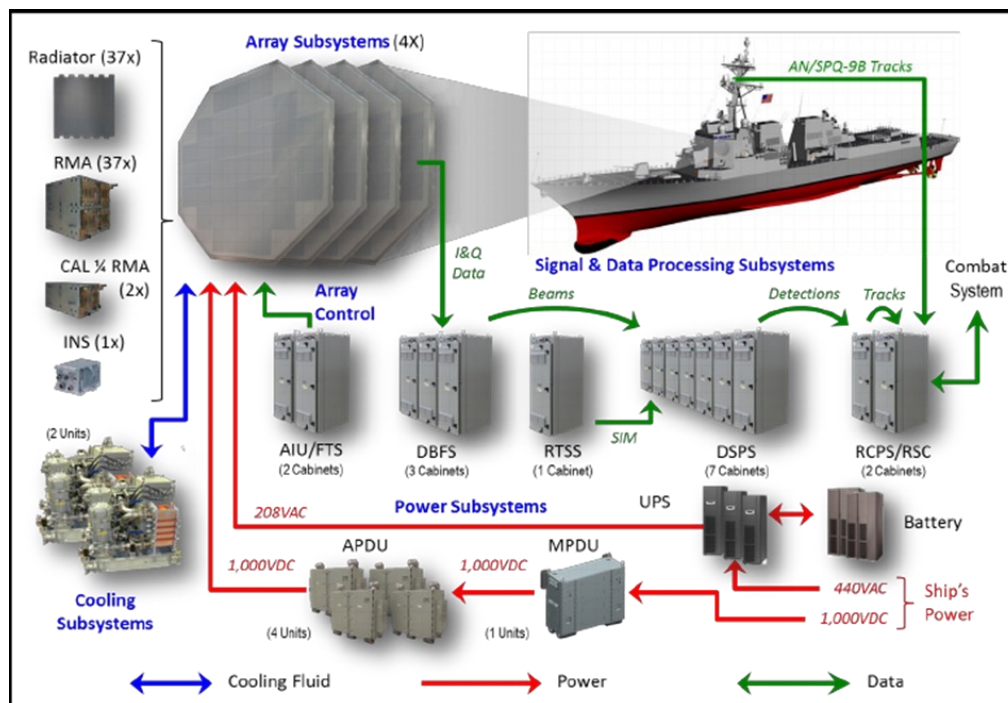 Array Subsystems (4X)
Radiator (37x)
RMA (37x)
CAL ¼ RMA
(2x)
INS (1x)
AN/SPQ-9B Tracks
I&Q
Data
Signal & Data Processing Subsystems
Combat
System
Array
Control
Beams
Detections
Tracks
SIM
AIU/FTS
(2 Cabinets)
DBFS
(3 Cabinets)
RTSS
(1 Cabinet)
DSPS
(7 Cabinets)
RCPS/RSC
(2 Cabinets)
(2 Units)
Cooling
Subsystems
Power Subsystems
208VAC
UPS
Battery
1,000VDC
APDU
(4 Units)
1,000VDC
MPDU
(1 Units)
440VAC
1,000VDC
Ship's
Power
Cooling Fluid
Power
Data